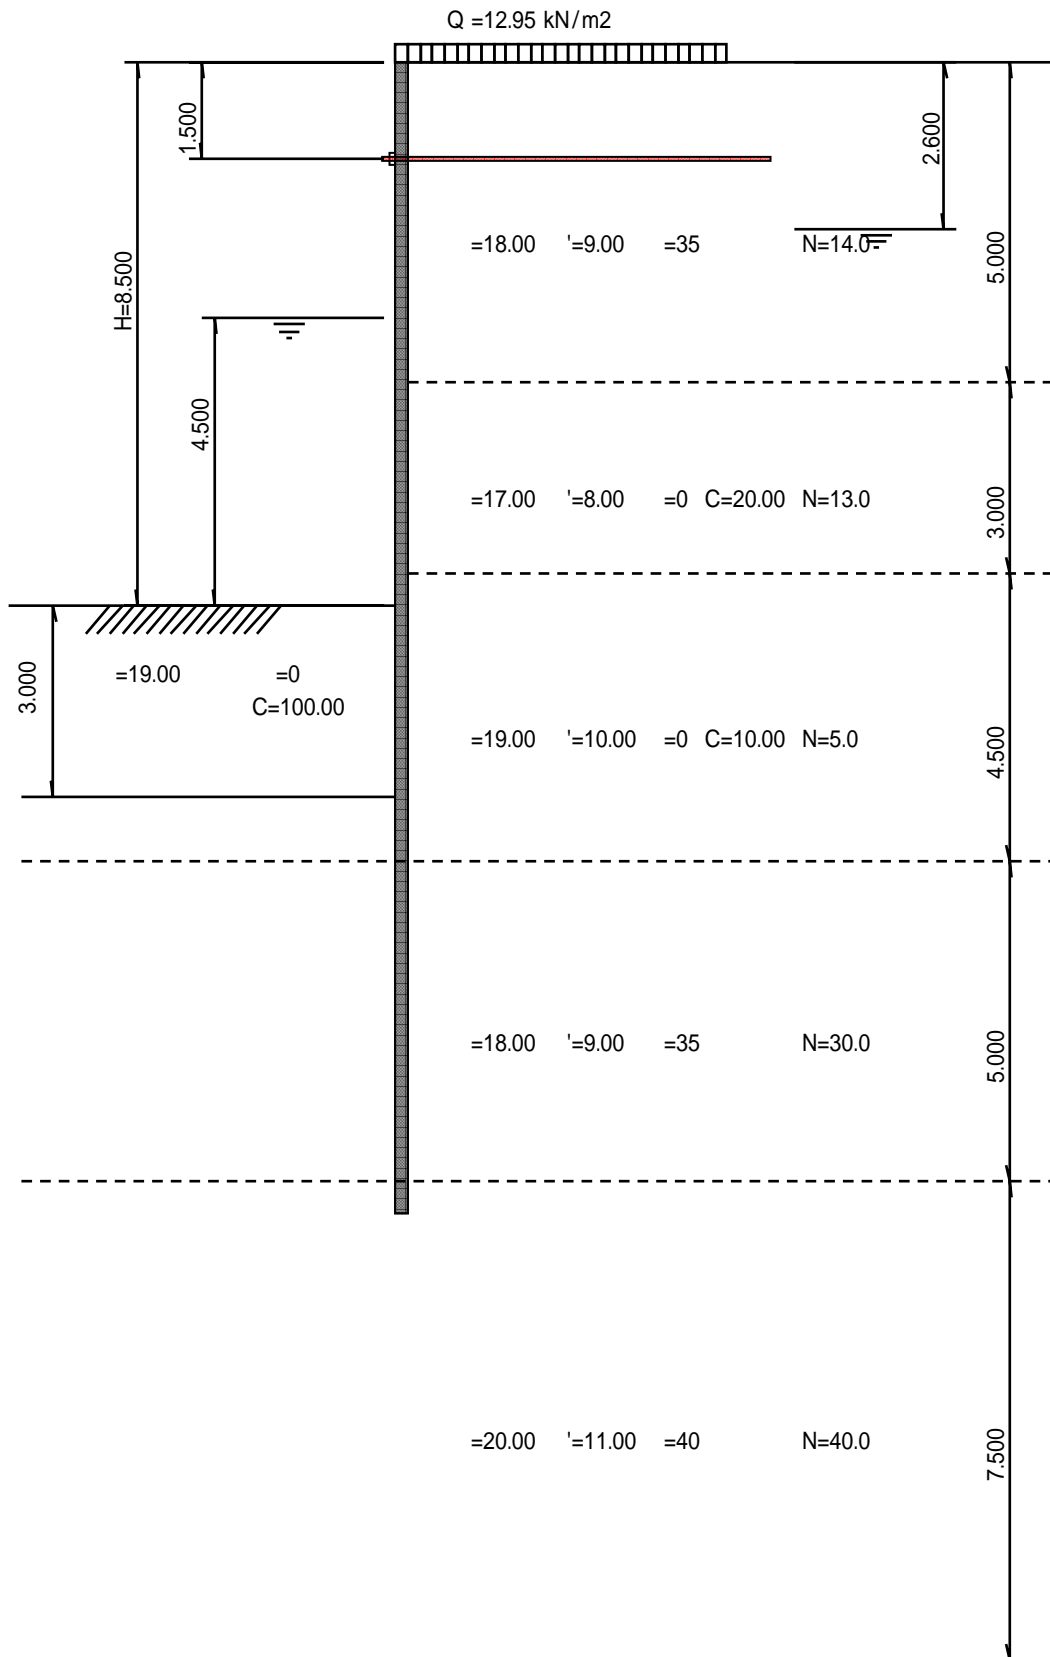 Q =12.95 kN/m2
1.500
2.600
=18.00 '=9.00 =35 N=14.0
5.000
H=8.500
4.500
=17.00 '=8.00 =0 C=20.00 N=13.0
3.000
3.000
=19.00 =0
C=100.00
=19.00 '=10.00 =0 C=10.00 N=5.0
4.500
=18.00 '=9.00 =35 N=30.0
5.000
=20.00 '=11.00 =40 N=40.0
7.500